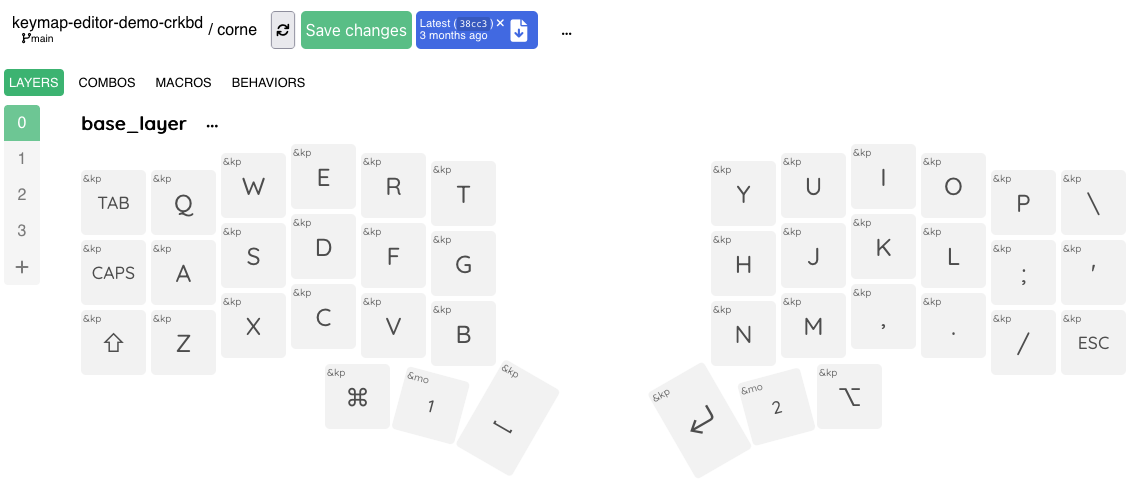 keymap-editor-demo-crkbd / corne
main
Save changes
Latest ( 38cc3 ) ×
3 months ago
...
LAYERS COMBOS MACROS BEHAVIORS
0
1
2
3
+
base_layer ...
&kp TAB &kp Q &kp W &kp E &kp R &kp T &kp Y &kp U &kp I &kp O &kp P &kp \
&kp CAPS &kp A &kp S &kp D &kp F &kp G &kp H &kp J &kp K &kp L &kp ; &kp '
&kp ⇧ &kp Z &kp X &kp C &kp V &kp B &kp N &kp M &kp , &kp . &kp / &kp ESC
&kp ⌘ &mo 1 &kp ⎵ &kp ⏎ &mo 2 &kp ⌥